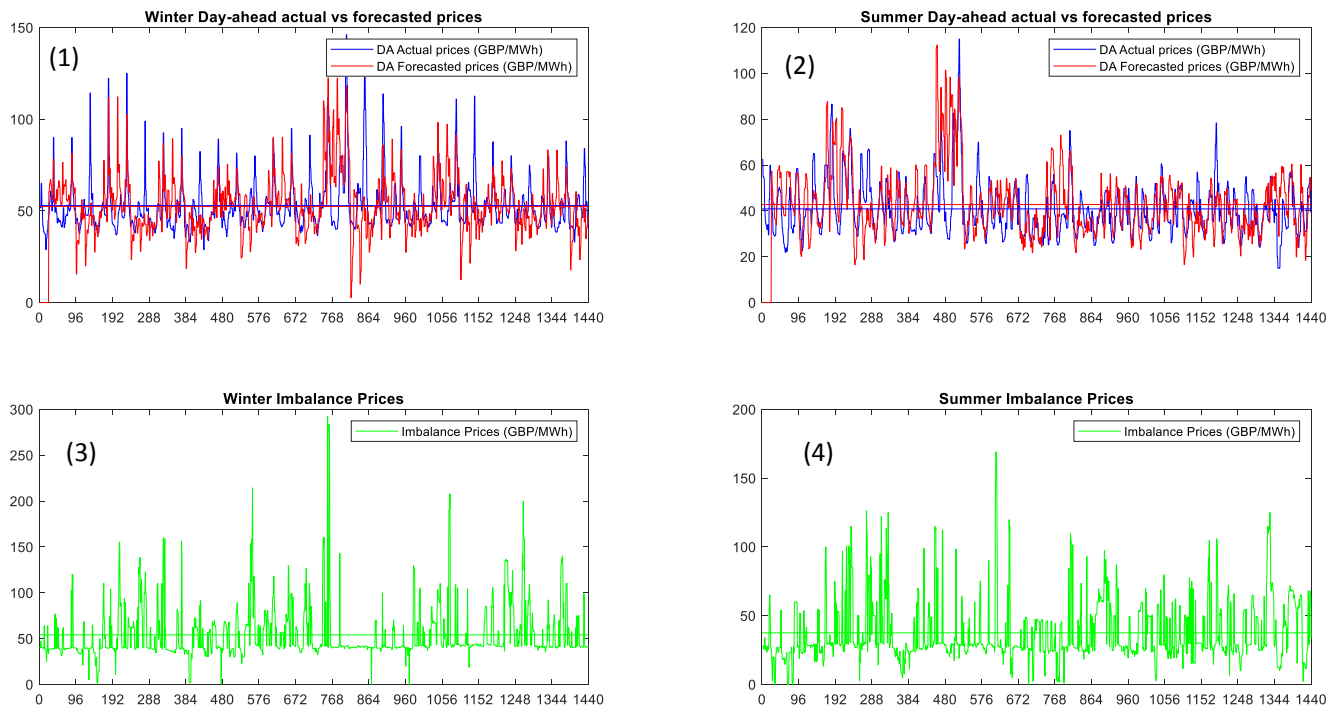 Winter Day-ahead actual vs forecasted prices
150
100
50
0
(1)
DA Actual prices (GBP/MWh)
DA Forecasted prices (GBP/MWh)
0 96 192 288 384 480 576 672 768 864 960 1056 1152 1248 1344 1440
Summer Day-ahead actual vs forecasted prices
120
100
80
60
40
20
0
(2)
DA Actual prices (GBP/MWh)
DA Forecasted prices (GBP/MWh)
0 96 192 288 384 480 576 672 768 864 960 1056 1152 1248 1344 1440
Winter Imbalance Prices
300
250
200
150
100
50
0
(3)
Imbalance Prices (GBP/MWh)
0 96 192 288 384 480 576 672 768 864 960 1056 1152 1248 1344 1440
Summer Imbalance Prices
200
150
100
50
0
(4)
Imbalance Prices (GBP/MWh)
0 96 192 288 384 480 576 672 768 864 960 1056 1152 1248 1344 1440